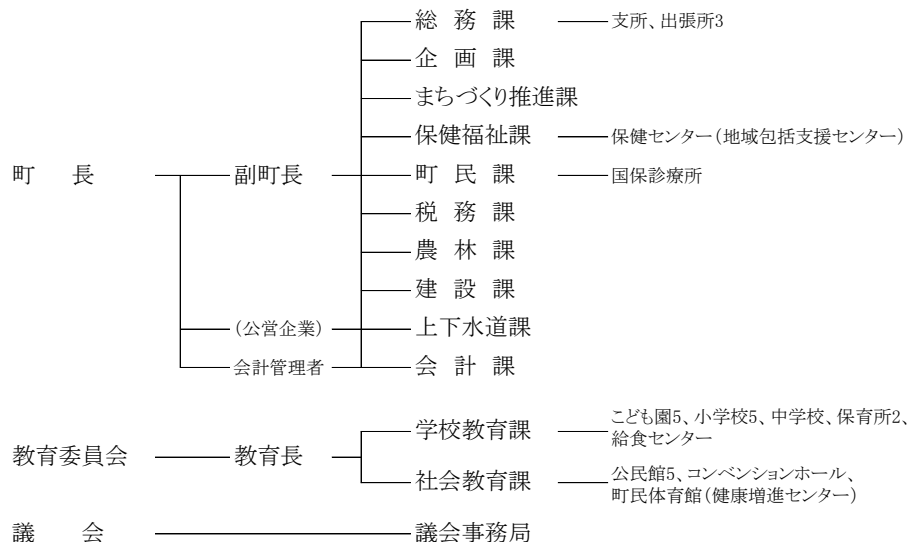 総務課 支所、出張所3
企画課
まちづくり推進課
保健福祉課 保健センター(地域包括支援センター)
町長 副町長 町民課 国保診療所
税務課
農林課
建設課
(公営企業) 上下水道課
会計管理者 会計課
教育委員会 教育長
学校教育課 こども園5、小学校5、中学校、保育所2、
給食センター
社会教育課 公民館5、コンベンションホール、
町民体育館(健康増進センター)
議会 議会事務局